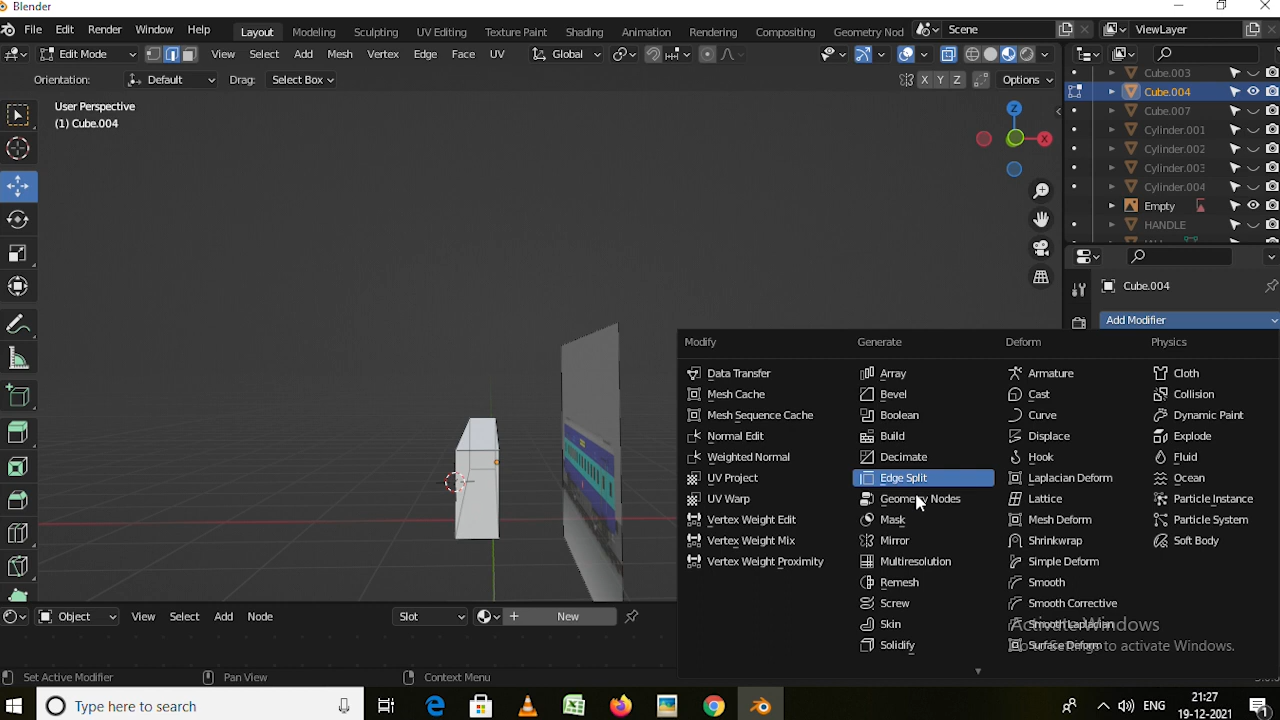 Blender
File Edit Render Window Help Layout Modeling Sculpting UV Editing Texture Paint Shading Animation Rendering Compositing Geometry Nod Scene ViewLayer
Edit Mode View Select Add Mesh Vertex Edge Face UV Global
Orientation: Default Drag: Select Box X Y Z Options
User Perspective
(1) Cube.004
Z
X
Cube.003
Cube.004
Cube.007
Cylinder.001
Cylinder.002
Cylinder.003
Cylinder.004
Empty
HANDLE
Cube.004
Add Modifier
Modify Generate Deform Physics
Data Transfer Array Armature Cloth
Mesh Cache Bevel Cast Collision
Mesh Sequence Cache Boolean Curve Dynamic Paint
Normal Edit Build Displace Explode
Weighted Normal Decimate Hook Fluid
UV Project Edge Split Laplacian Deform Ocean
UV Warp Geometry Nodes Lattice Particle Instance
Vertex Weight Edit Mask Mesh Deform Particle System
Vertex Weight Mix Mirror Shrinkwrap Soft Body
Vertex Weight Proximity Multiresolution Simple Deform
Remesh Smooth
Screw Smooth Corrective
Skin Smooth Laplacian
Solidify Surface Deform
Activate Windows
Go to Settings to activate Windows.
Object View Select Add Node Slot New
Set Active Modifier Pan View Context Menu
Type here to search
ENG 21:27
19-12-2021
1